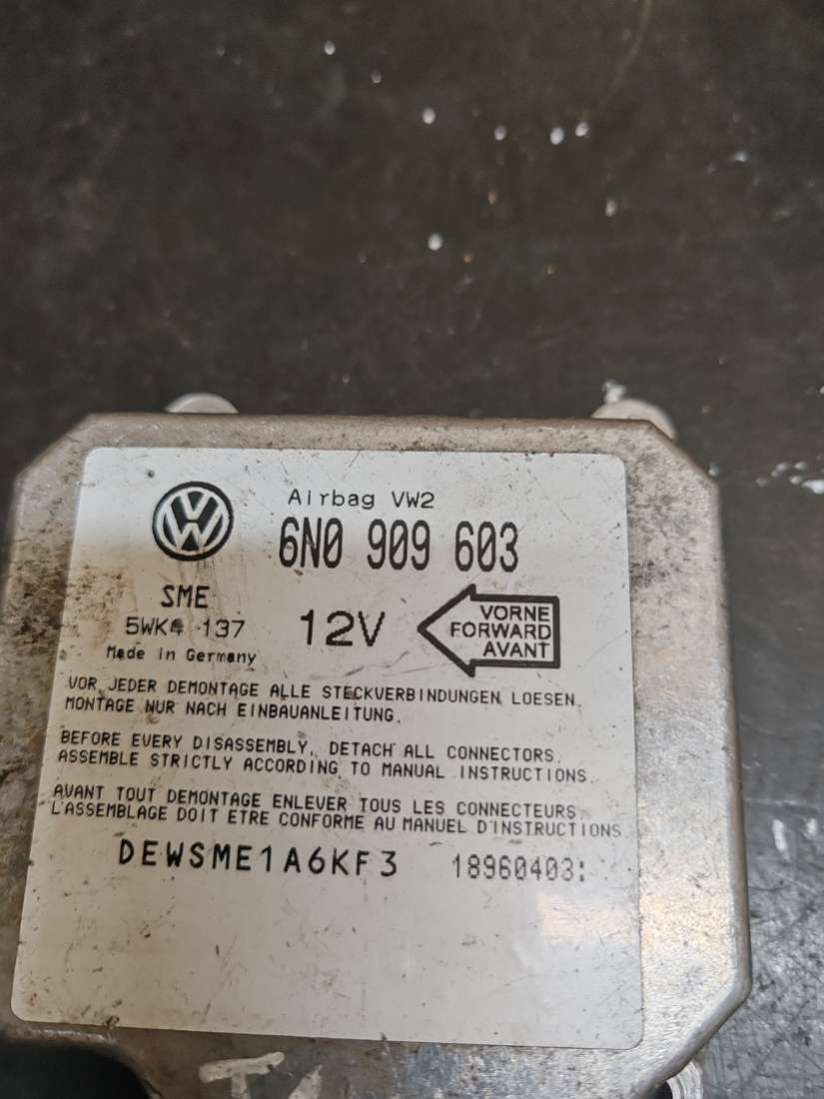 Airbag VW2
6N0 909 603
SME
5WK4 137
Made in Germany
12V
VORNE
FORWARD
AVANT
VOR JEDER DEMONTAGE ALLE STECKVERBINDUNGEN LOESEN.
MONTAGE NUR NACH EINBAUANLEITUNG.
BEFORE EVERY DISASSEMBLY, DETACH ALL CONNECTORS.
ASSEMBLE STRICTLY ACCORDING TO MANUAL INSTRUCTIONS.
AVANT TOUT DEMONTAGE ENLEVER TOUS LES CONNECTEURS.
L'ASSEMBLAGE DOIT ETRE CONFORME AU MANUEL D'INSTRUCTIONS
DEWSME1A6KF3 18960403: